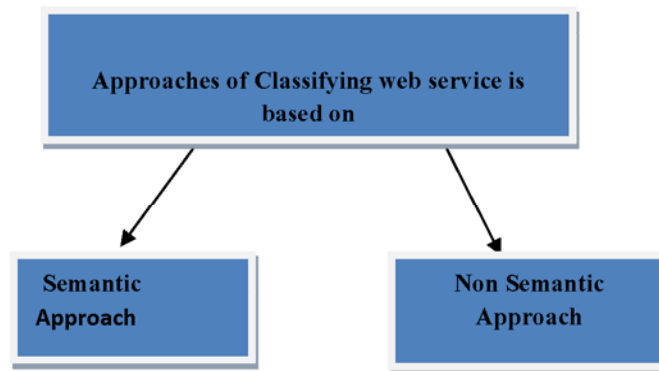 Approaches of Classifying web service is
based on
Semantic
Approach
Non Semantic
Approach